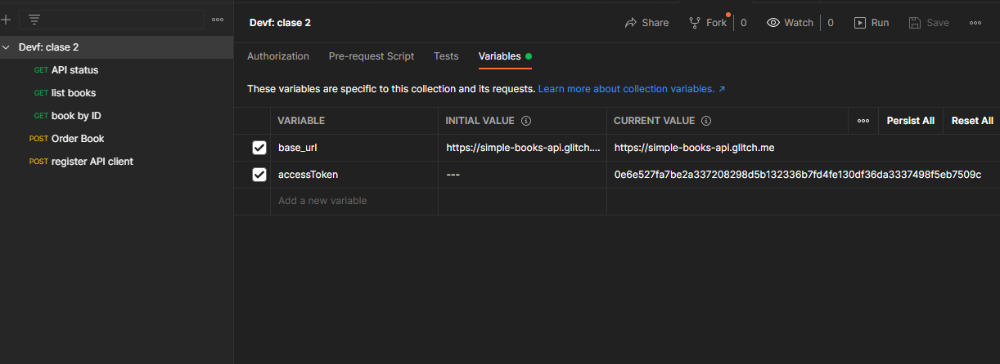 Devf: clase 2
Share
Fork
0
Watch
0
Run
Save
Devf: clase 2
GET API status
GET list books
GET book by ID
POST Order Book
POST register API client
Authorization
Pre-request Script
Tests
Variables
These variables are specific to this collection and its requests. Learn more about collection variables. ↗
VARIABLE
INITIAL VALUE
CURRENT VALUE
Persist All
Reset All
base_url
https://simple-books-api.glitch....
https://simple-books-api.glitch.me
accessToken
---
0e6e527fa7be2a337208298d5b132336b7fd4fe130df36da3337498f5eb7509c
Add a new variable